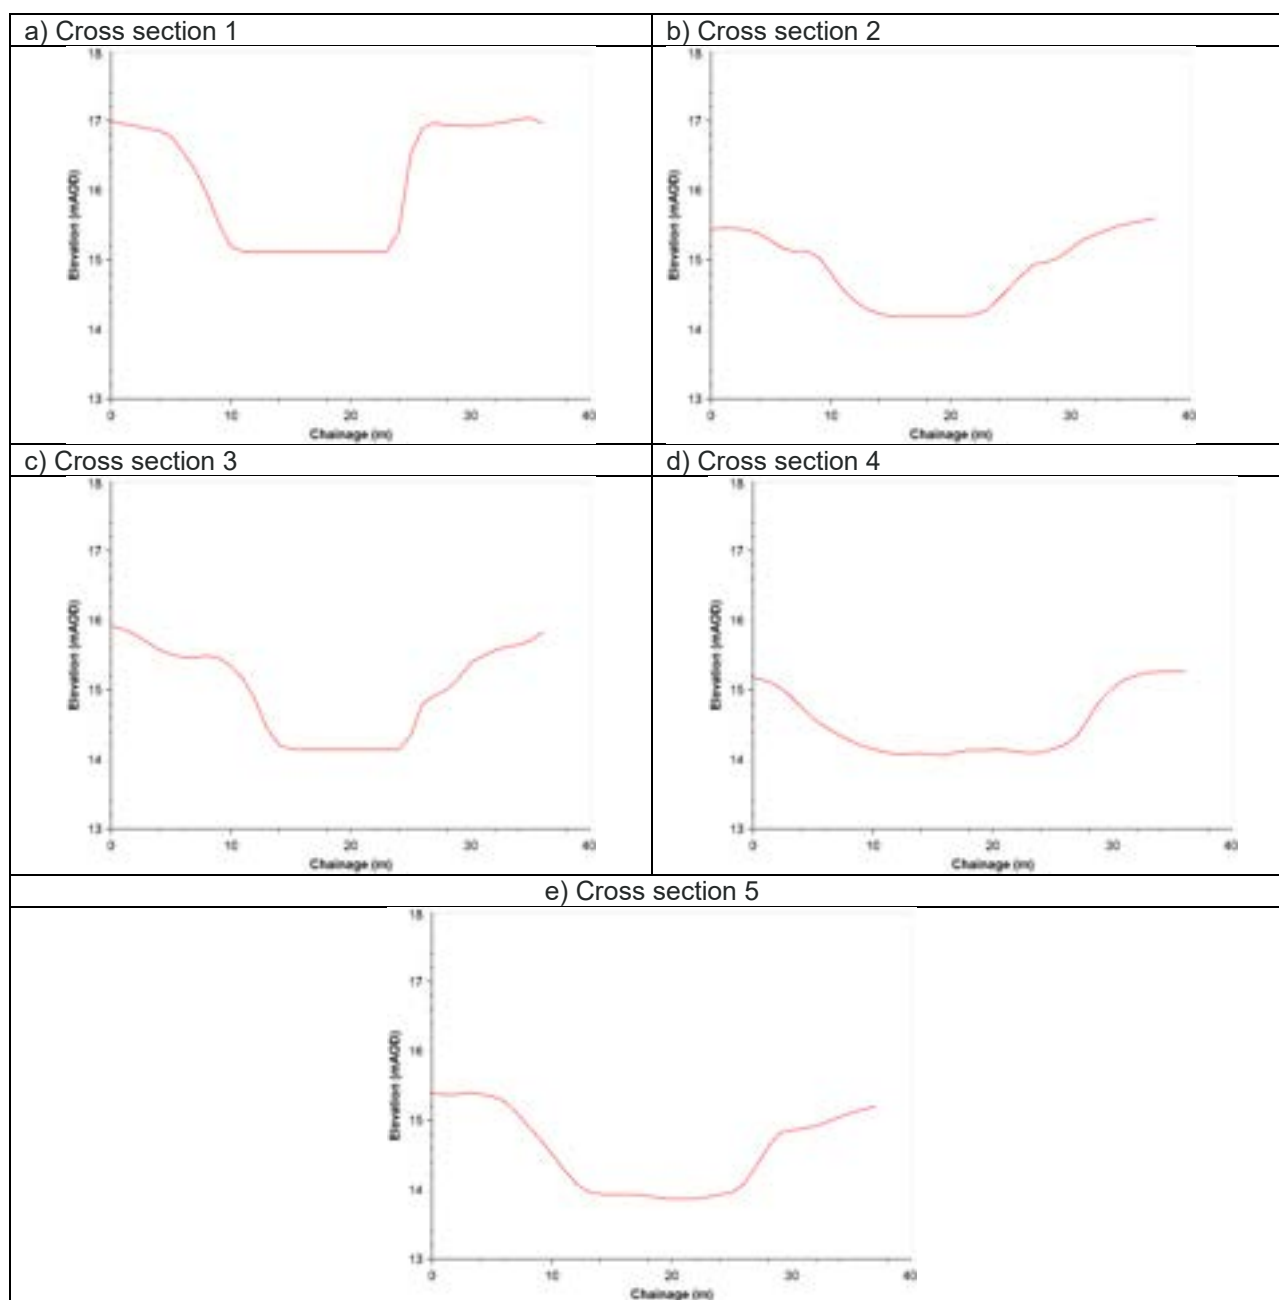 a) Cross section 1
b) Cross section 2
18
17
16
15
14
13
Elevation (mAOD)
0 10 20 30 40
Chainage (m)
18
17
16
15
14
13
Elevation (mAOD)
0 10 20 30 40
Chainage (m)
c) Cross section 3
d) Cross section 4
18
17
16
15
14
13
Elevation (mAOD)
0 10 20 30 40
Chainage (m)
18
17
16
15
14
13
Elevation (mAOD)
0 10 20 30 40
Chainage (m)
e) Cross section 5
18
17
16
15
14
13
Elevation (mAOD)
0 10 20 30 40
Chainage (m)